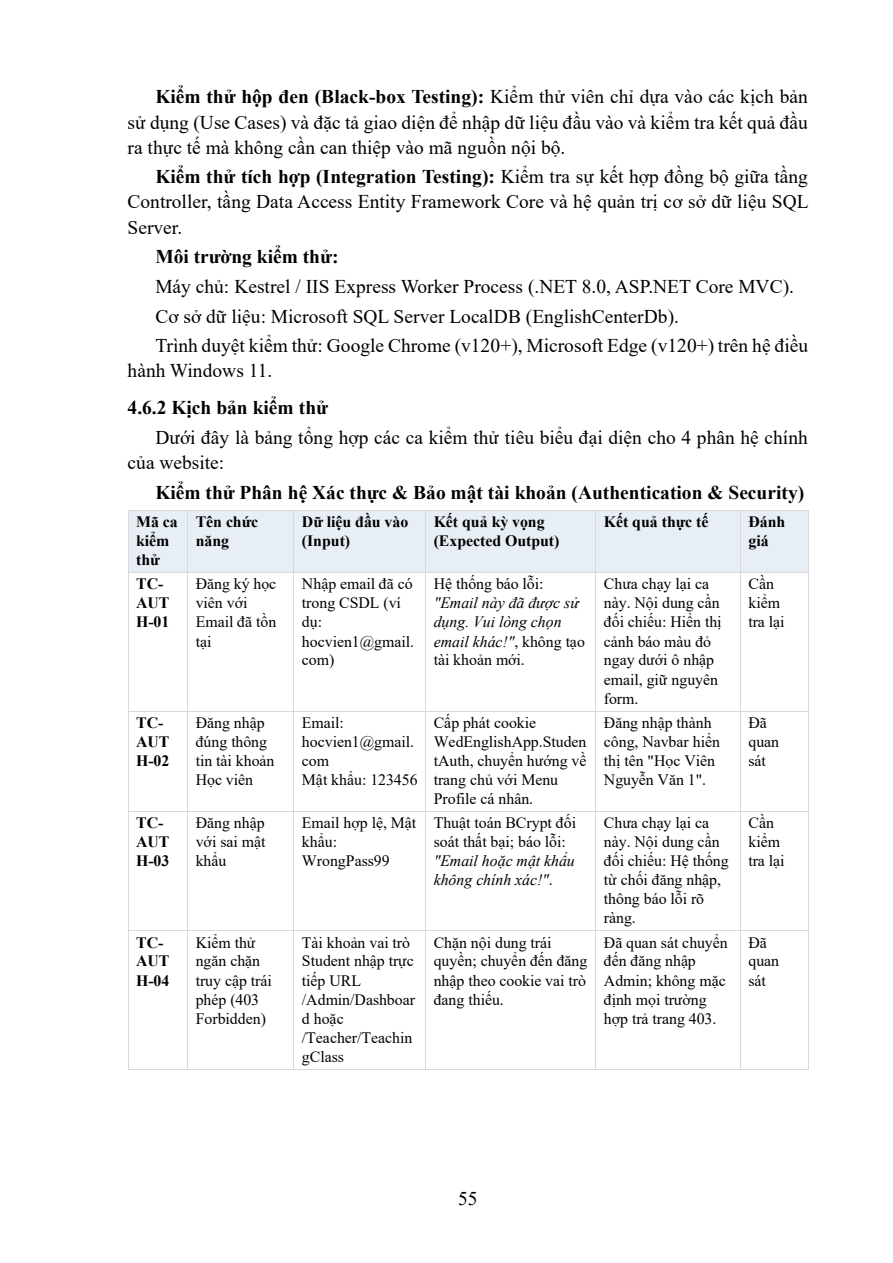 Kiểm thử hộp đen (Black-box Testing): Kiểm thử viên chỉ dựa vào các kịch bản
sử dụng (Use Cases) và đặc tả giao diện để nhập dữ liệu đầu vào và kiểm tra kết quả đầu
ra thực tế mà không cần can thiệp vào mã nguồn nội bộ.
Kiểm thử tích hợp (Integration Testing): Kiểm tra sự kết hợp đồng bộ giữa tầng
Controller, tầng Data Access Entity Framework Core và hệ quản trị cơ sở dữ liệu SQL
Server.
Môi trường kiểm thử:
Máy chủ: Kestrel / IIS Express Worker Process (.NET 8.0, ASP.NET Core MVC).
Cơ sở dữ liệu: Microsoft SQL Server LocalDB (EnglishCenterDb).
Trình duyệt kiểm thử: Google Chrome (v120+), Microsoft Edge (v120+) trên hệ điều
hành Windows 11.
4.6.2 Kịch bản kiểm thử
Dưới đây là bảng tổng hợp các ca kiểm thử tiêu biểu đại diện cho 4 phân hệ chính
của website:
Kiểm thử Phân hệ Xác thực & Bảo mật tài khoản (Authentication & Security)
Mã ca
kiểm
thử
Tên chức
năng
Dữ liệu đầu vào
(Input)
Kết quả kỳ vọng
(Expected Output)
Kết quả thực tế
Đánh
giá
TC-
AUT
H-01
Đăng ký học
viên với
Email đã tồn
tại
Nhập email đã có
trong CSDL (ví
dụ:
hocvien1@gmail.
com)
Hệ thống báo lỗi:
"Email này đã được sử
dụng. Vui lòng chọn
email khác!", không tạo
tài khoản mới.
Chưa chạy lại ca
này. Nội dung cần
đối chiếu: Hiển thị
cảnh báo màu đỏ
ngay dưới ô nhập
email, giữ nguyên
form.
Cần
kiểm
tra lại
TC-
AUT
H-02
Đăng nhập
đúng thông
tin tài khoản
Học viên
Email:
hocvien1@gmail.
com
Mật khẩu: 123456
Cấp phát cookie
WedEnglishApp.Studen
tAuth, chuyển hướng về
trang chủ với Menu
Profile cá nhân.
Đăng nhập thành
công, Navbar hiển
thị tên "Học Viên
Nguyễn Văn 1".
Đã
quan
sát
TC-
AUT
H-03
Đăng nhập
với sai mật
khẩu
Email hợp lệ, Mật
khẩu:
WrongPass99
Thuật toán BCrypt đối
soát thất bại; báo lỗi:
"Email hoặc mật khẩu
không chính xác!".
Chưa chạy lại ca
này. Nội dung cần
đối chiếu: Hệ thống
từ chối đăng nhập,
thông báo lỗi rõ
ràng.
Cần
kiểm
tra lại
TC-
AUT
H-04
Kiểm thử
ngăn chặn
truy cập trái
phép (403
Forbidden)
Tài khoản vai trò
Student nhập trực
tiếp URL
/Admin/Dashboar
d hoặc
/Teacher/Teachin
gClass
Chặn nội dung trái
quyền; chuyển đến đăng
nhập theo cookie vai trò
đang thiếu.
Đã quan sát chuyển
đến đăng nhập
Admin; không mặc
định mọi trường
hợp trả trang 403.
Đã
quan
sát
55